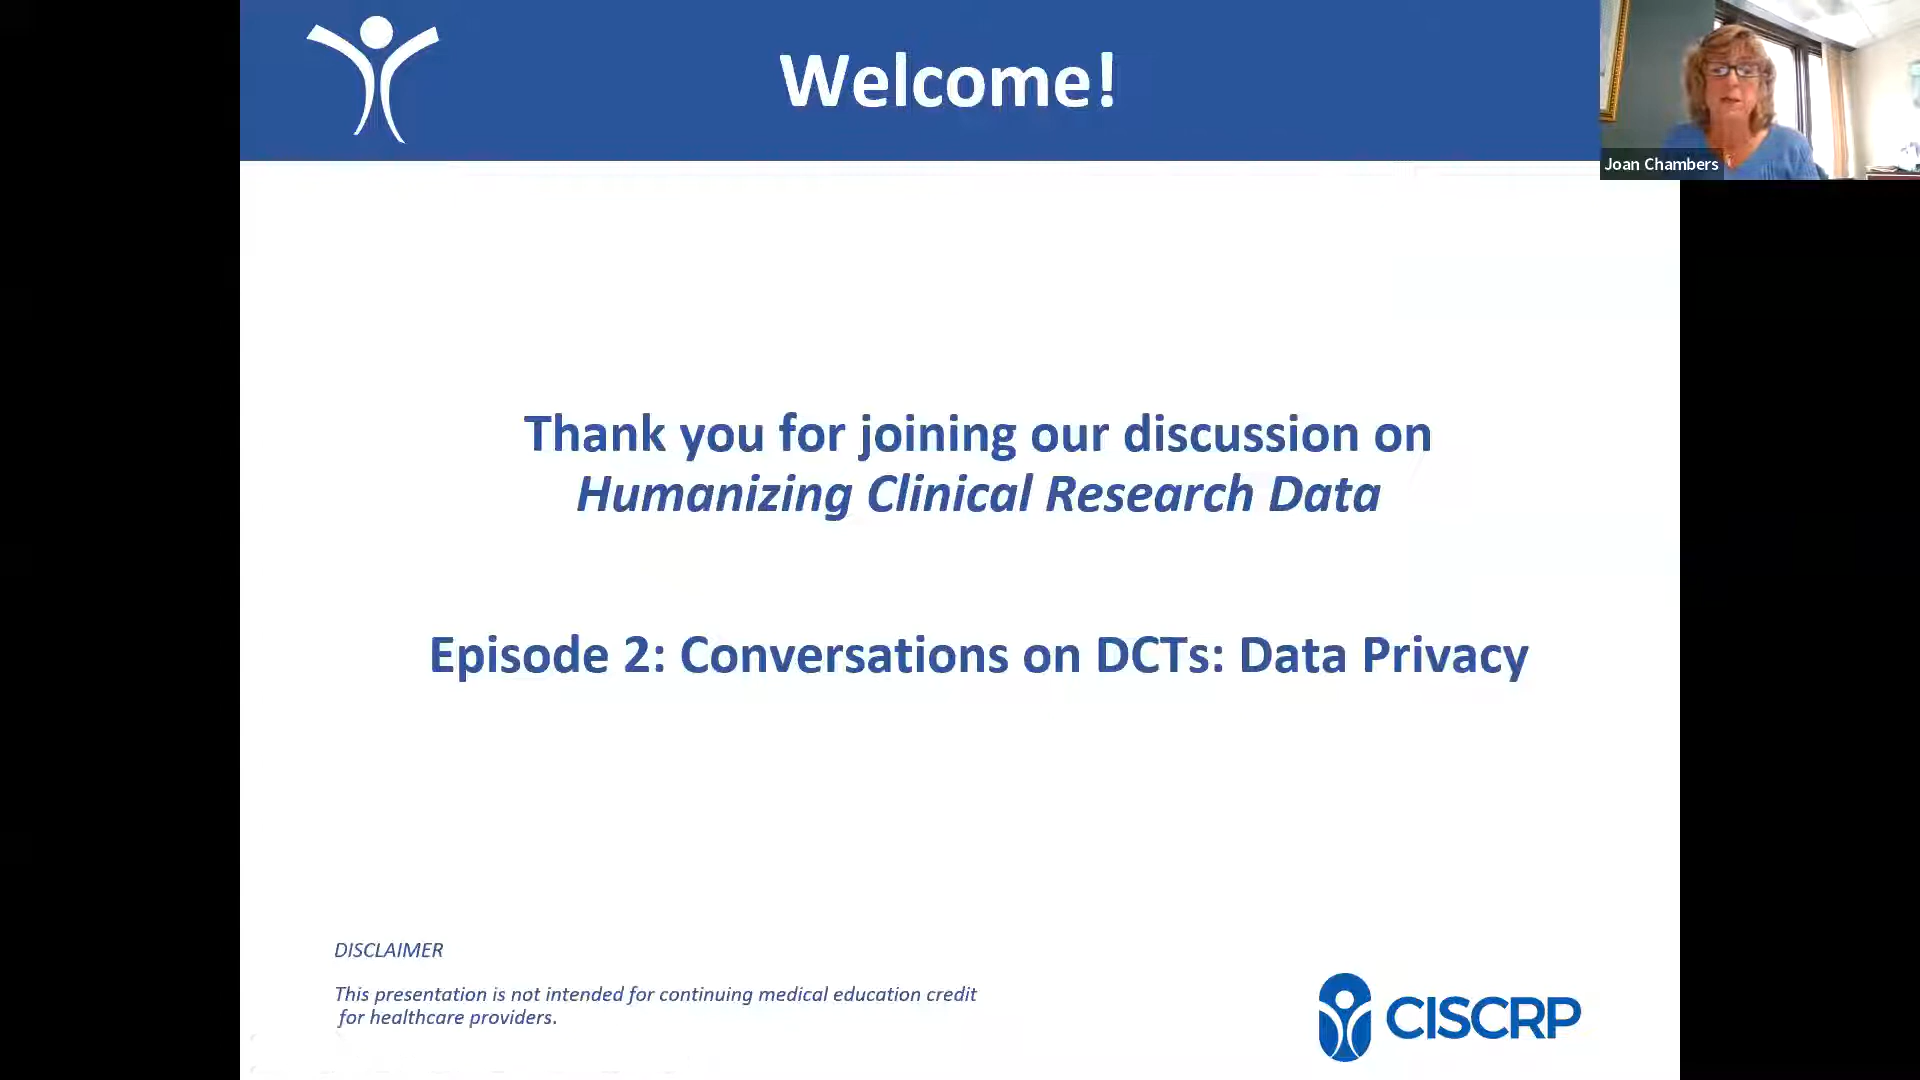 Welcome!
Joan Chambers
Thank you for joining our discussion on
Humanizing Clinical Research Data
Episode 2: Conversations on DCTs: Data Privacy
DISCLAIMER
This presentation is not intended for continuing medical education credit
for healthcare providers.
CISCRP